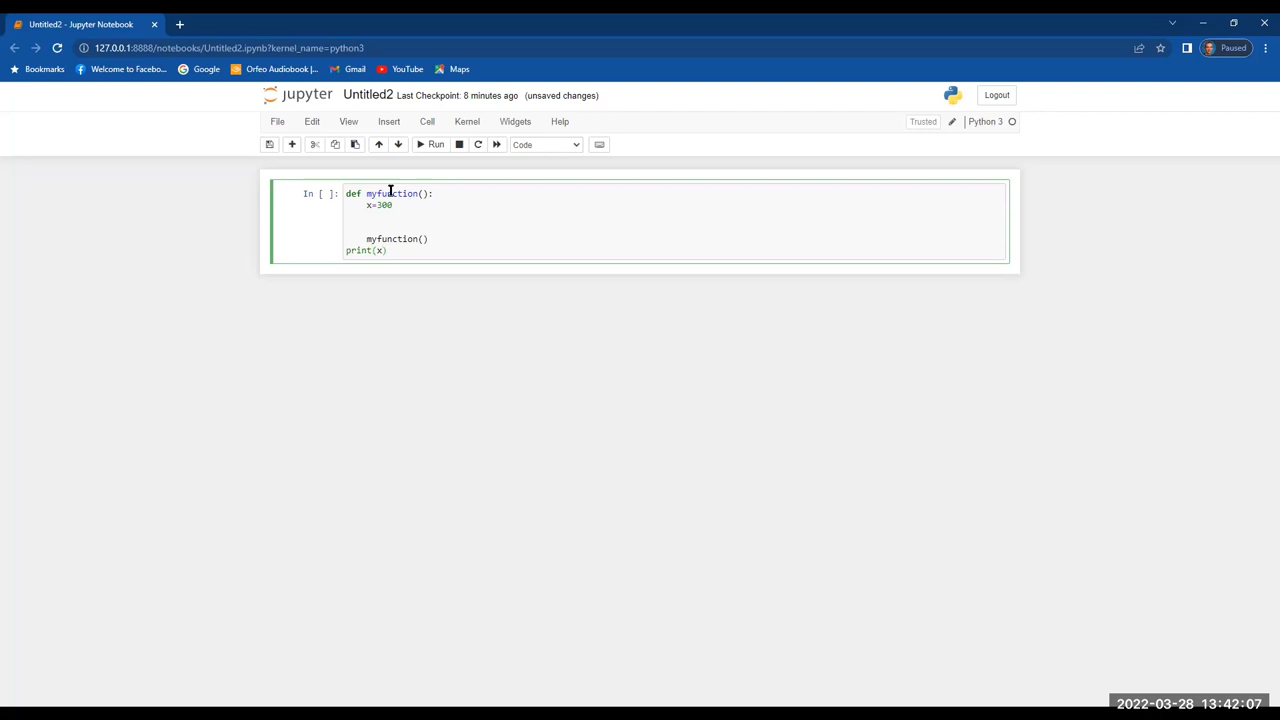 Untitled2 - Jupyter Notebook
127.0.0.1:8888/notebooks/Untitled2.ipynb?kernel_name=python3
Paused
Bookmarks Welcome to Facebo... Google Orfeo Audiobook |... Gmail YouTube Maps
jupyter Untitled2 Last Checkpoint: 8 minutes ago (unsaved changes) Logout
File Edit View Insert Cell Kernel Widgets Help Trusted Python 3
Run Code
In [ ]: def myfunction():
x=300
myfunction()
print(x)
2022-03-28 13:42:07